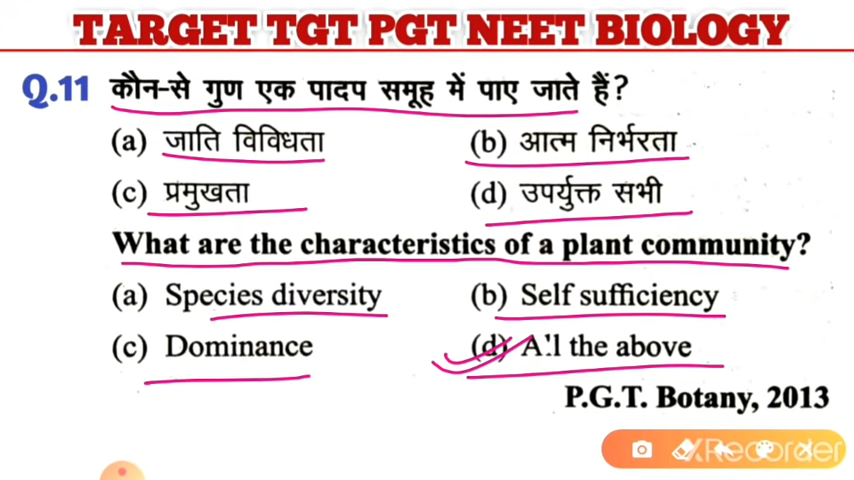 TARGET TGT PGT NEET BIOLOGY
Q.11 कौन-से गुण एक पादप समूह में पाए जाते हैं?
(a) जाति विविधता (b) आत्म निर्भरता
(c) प्रमुखता (d) उपर्युक्त सभी
What are the characteristics of a plant community?
(a) Species diversity (b) Self sufficiency
(c) Dominance (d) All the above
P.G.T. Botany, 2013
XRecorder